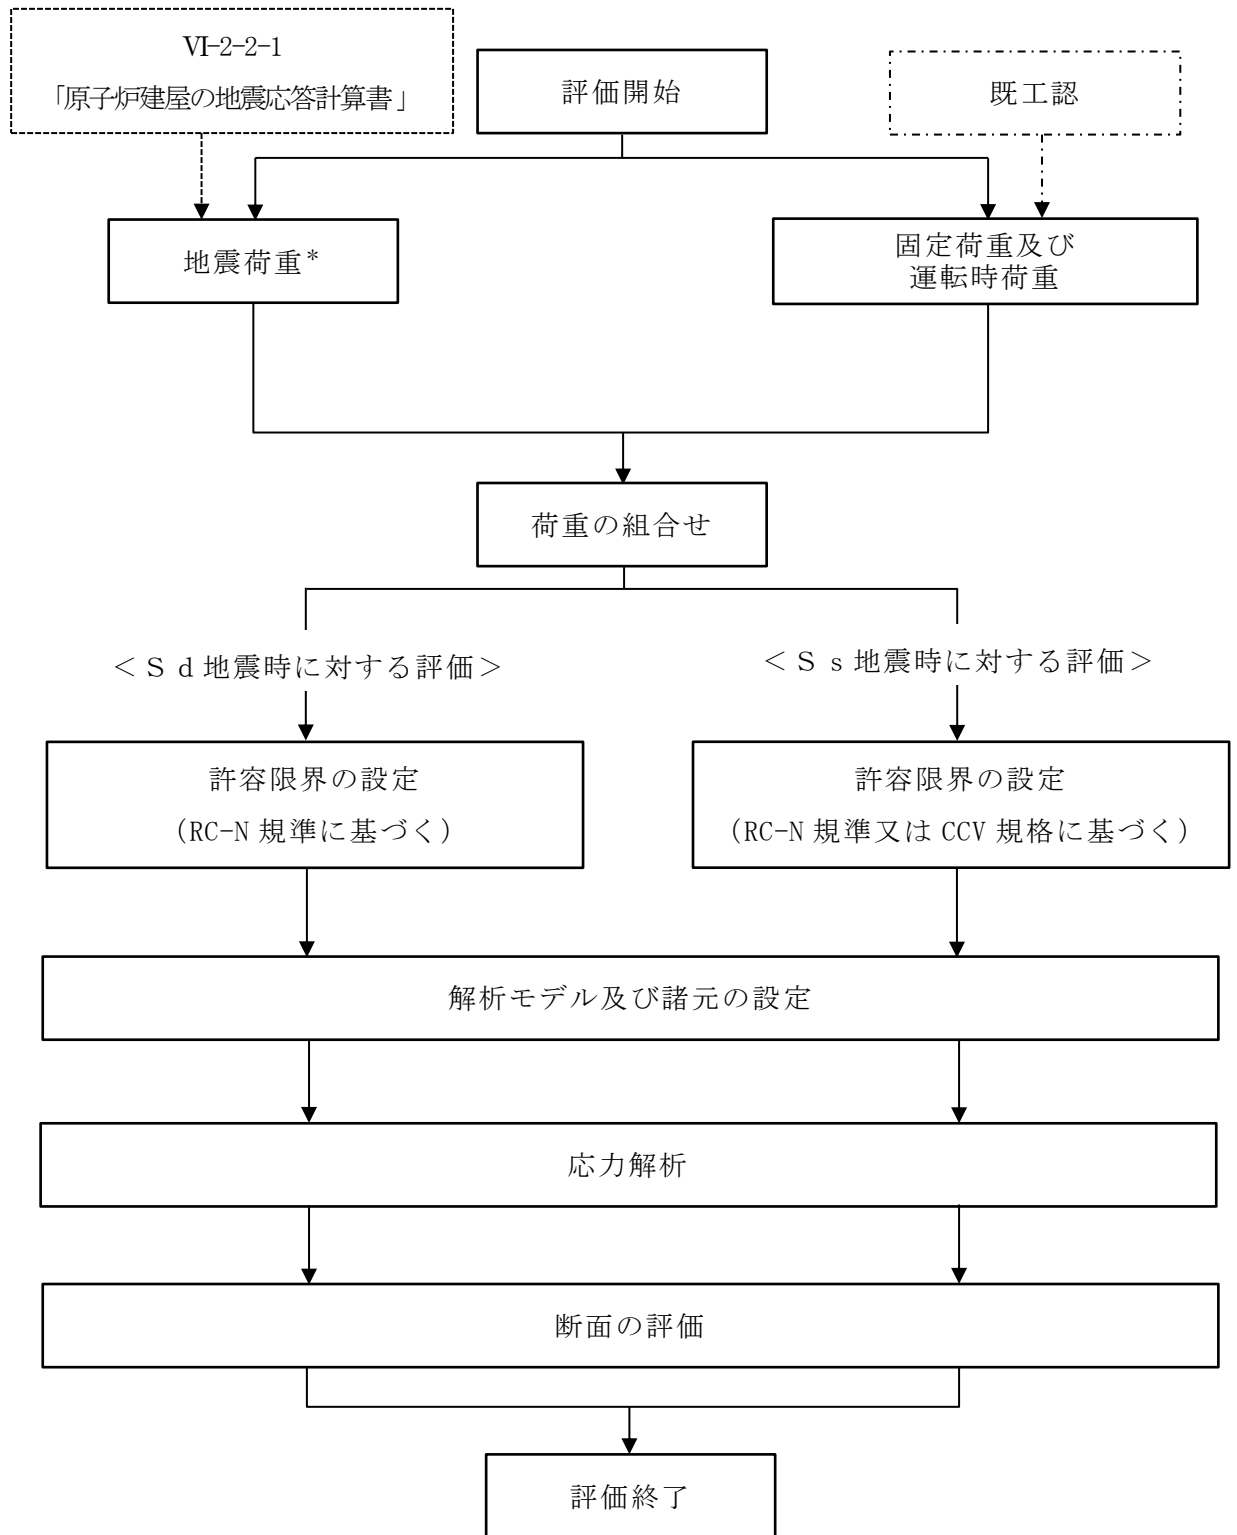 Ⅵ-2-2-1
「原子炉建屋の地震応答計算書」
評価開始
既工認
地震荷重*
固定荷重及び
運転時荷重
荷重の組合せ
＜Ｓｄ地震時に対する評価＞
＜Ｓｓ地震時に対する評価＞
許容限界の設定
（RC-N 規準に基づく）
許容限界の設定
（RC-N 規準又は CCV 規格に基づく）
解析モデル及び諸元の設定
応力解析
断面の評価
評価終了